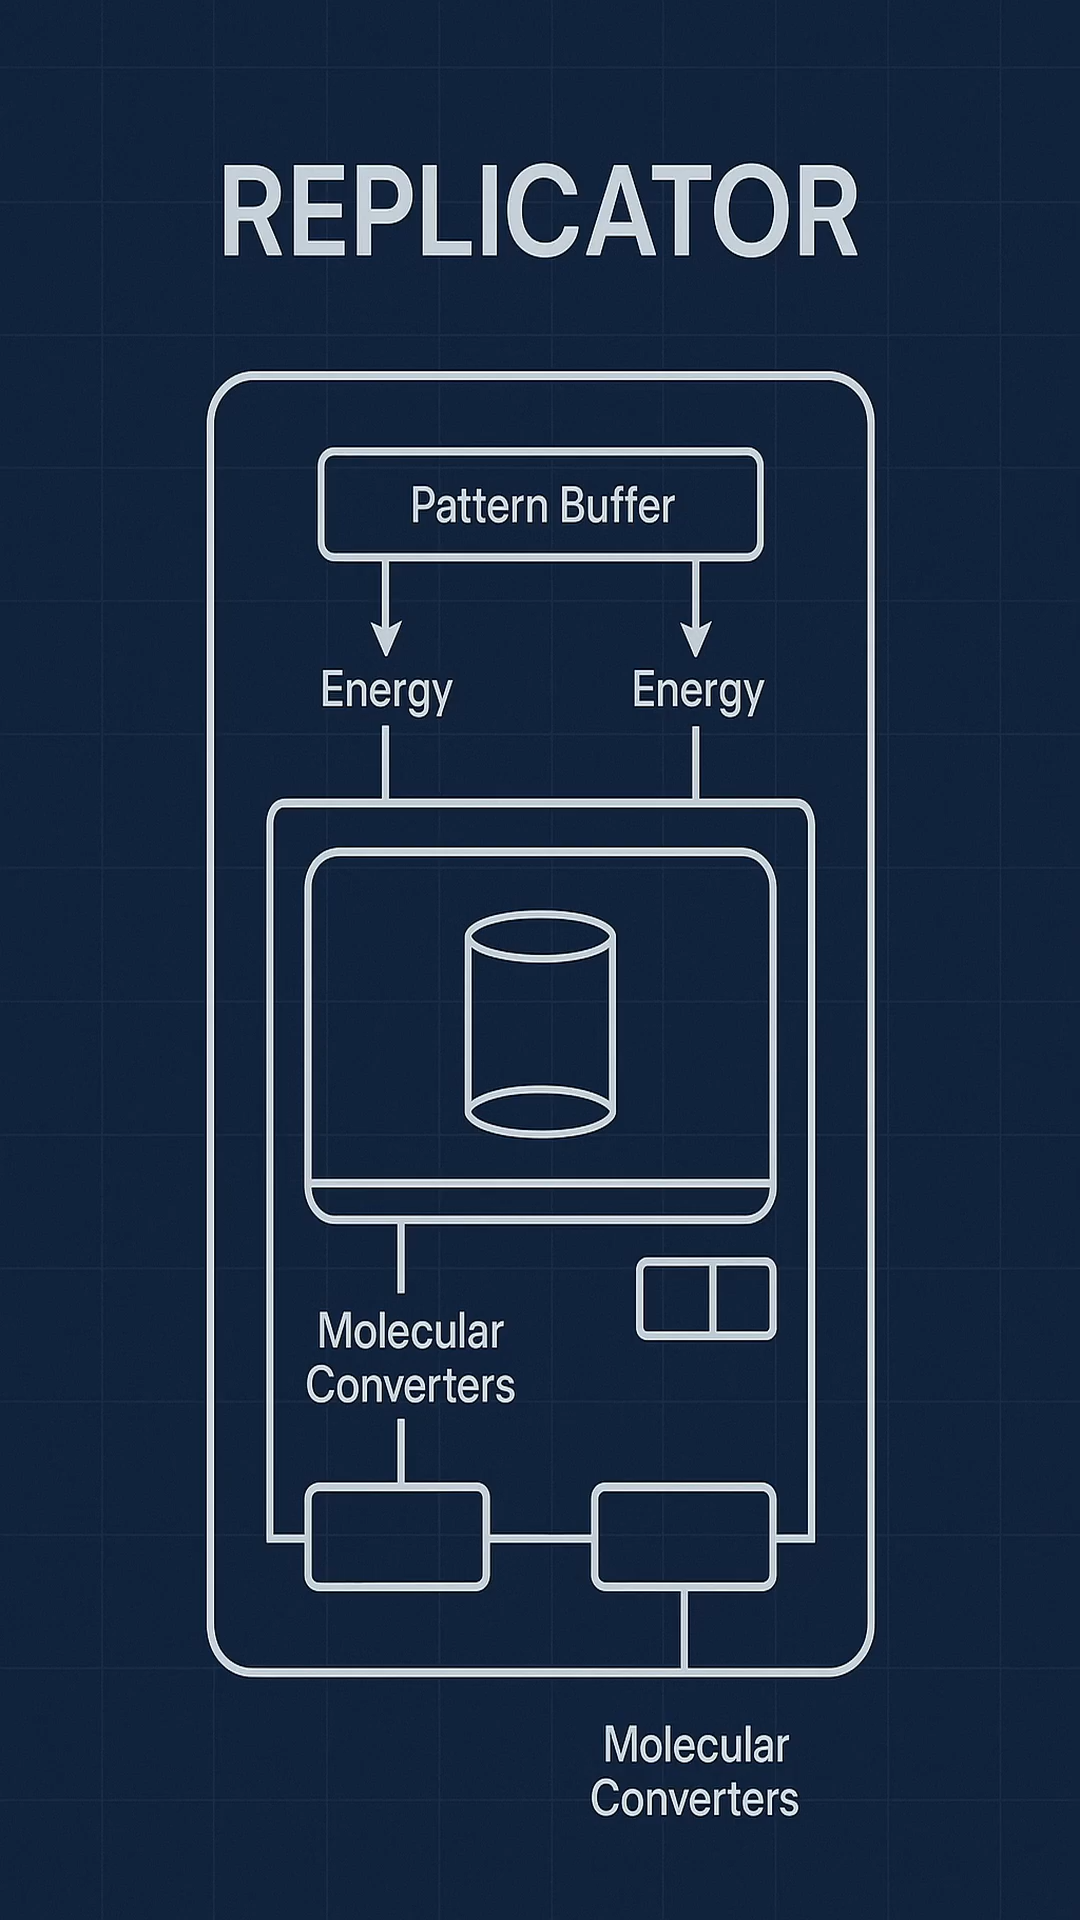 REPLICATOR
Pattern Buffer
Energy Energy
Molecular
Converters
Molecular
Converters